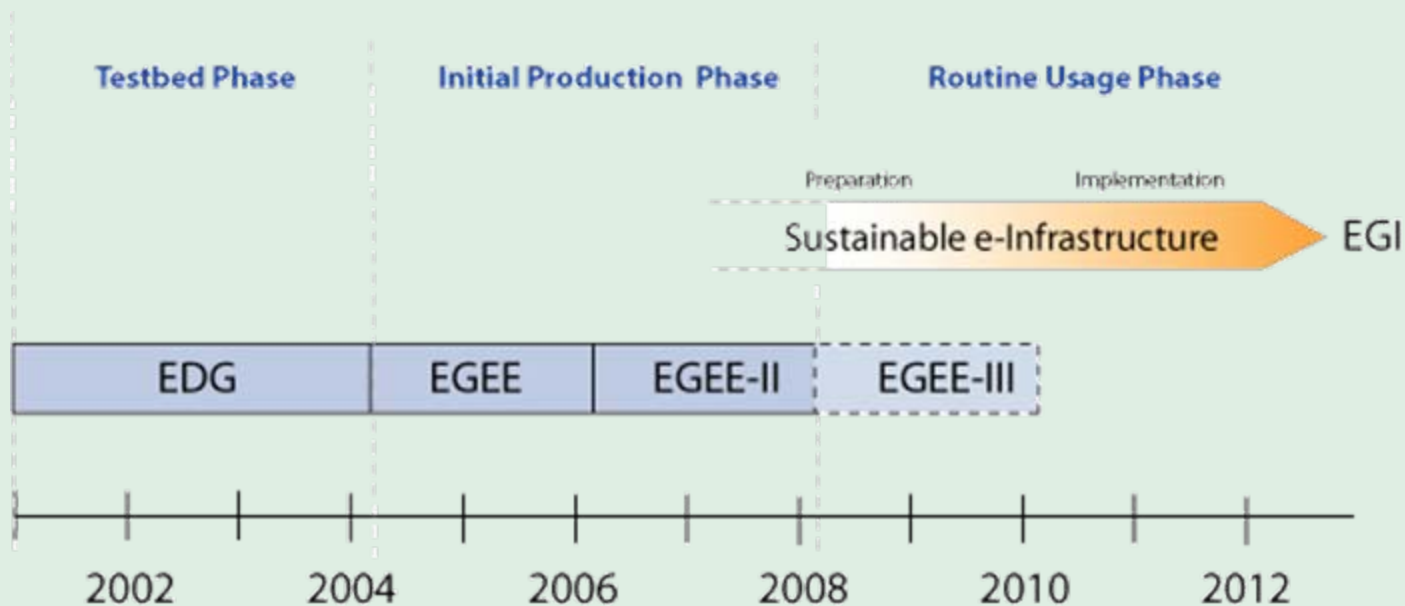 Testbed Phase Initial Production Phase Routine Usage Phase
Preparation Implementation
Sustainable e-Infrastructure EGI
EDG EGEE EGEE-II EGEE-III
2002 2004 2006 2008 2010 2012